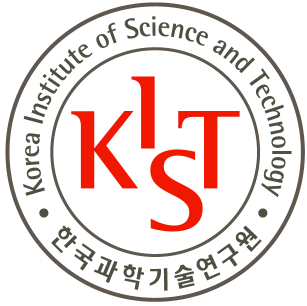 Korea Institute of Science and Technology
KIST
한국과학기술연구원